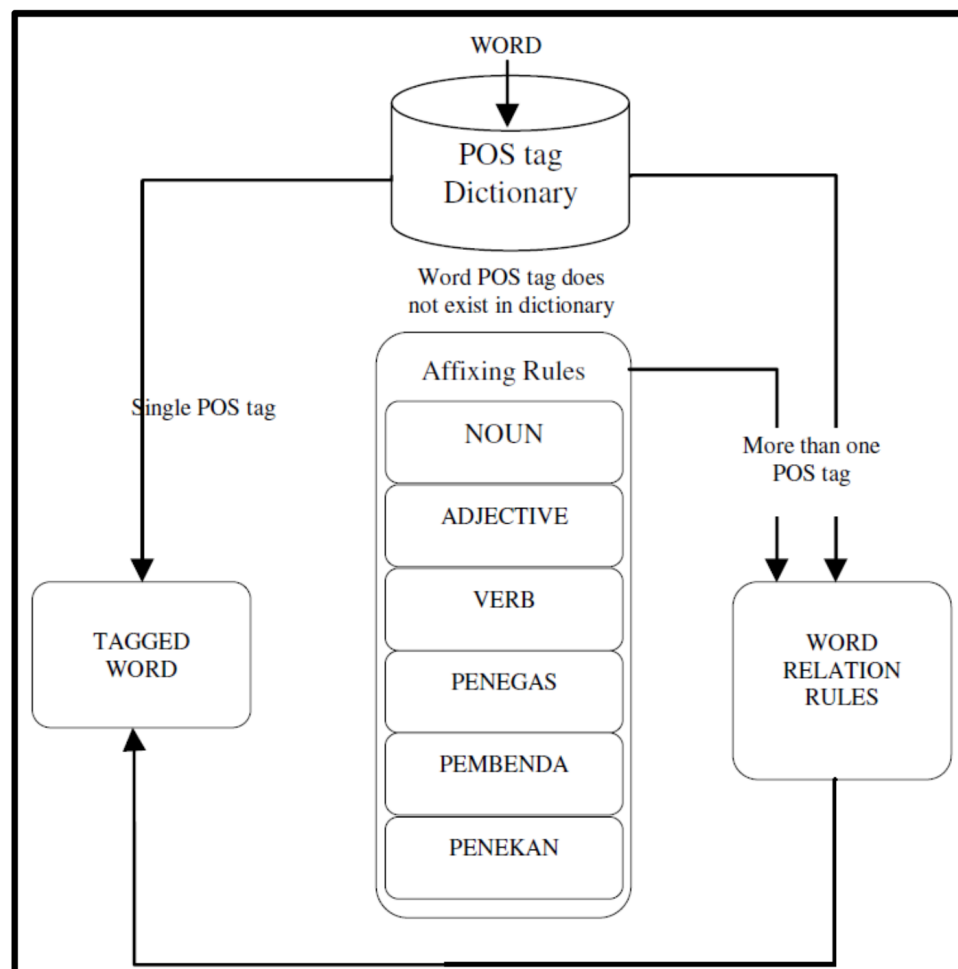 WORD
POS tag
Dictionary
Word POS tag does
not exist in dictionary
Affixing Rules
Single POS tag
NOUN
More than one
POS tag
ADJECTIVE
VERB
TAGGED
WORD
WORD
RELATION
RULES
PENEGAS
PEMBENDA
PENEKAN